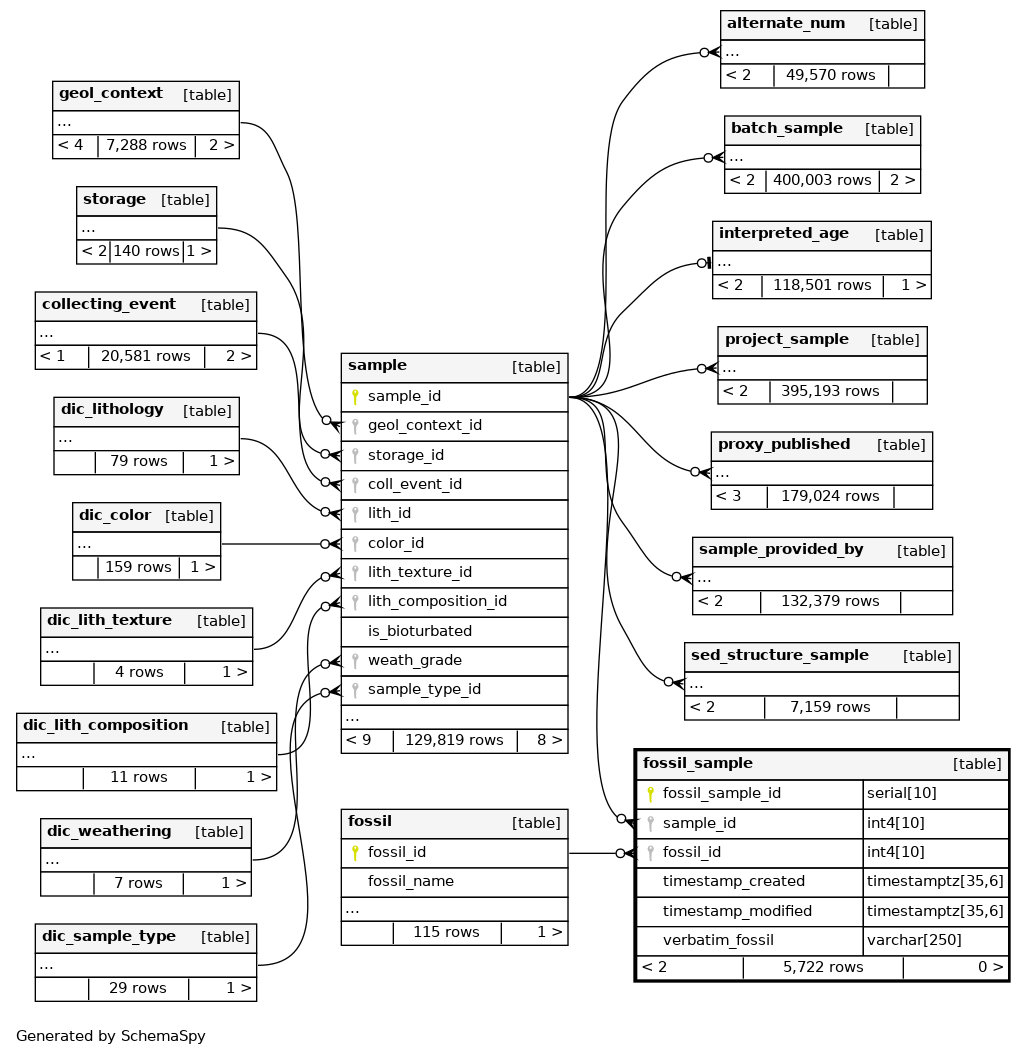 alternate_num [table]
...
< 2 49,570 rows
geol_context [table]
...
< 4 7,288 rows 2 >
batch_sample [table]
...
< 2 400,003 rows 2 >
storage [table]
...
< 2 140 rows 1 >
interpreted_age [table]
...
< 2 118,501 rows 1 >
collecting_event [table]
...
< 1 20,581 rows 2 >
project_sample [table]
...
< 2 395,193 rows
dic_lithology [table]
...
79 rows 1 >
sample [table]
sample_id
geol_context_id
storage_id
coll_event_id
lith_id
color_id
lith_texture_id
lith_composition_id
is_bioturbated
weath_grade
sample_type_id
...
< 9 129,819 rows 8 >
proxy_published [table]
...
< 3 179,024 rows
dic_color [table]
...
159 rows 1 >
sample_provided_by [table]
...
< 2 132,379 rows
dic_lith_texture [table]
...
4 rows 1 >
sed_structure_sample [table]
...
< 2 7,159 rows
dic_lith_composition [table]
...
11 rows 1 >
dic_weathering [table]
...
7 rows 1 >
dic_sample_type [table]
...
29 rows 1 >
fossil [table]
fossil_id
fossil_name
...
115 rows 1 >
fossil_sample [table]
fossil_sample_id serial[10]
sample_id int4[10]
fossil_id int4[10]
timestamp_created timestamptz[35,6]
timestamp_modified timestamptz[35,6]
verbatim_fossil varchar[250]
< 2 5,722 rows 0 >
Generated by SchemaSpy